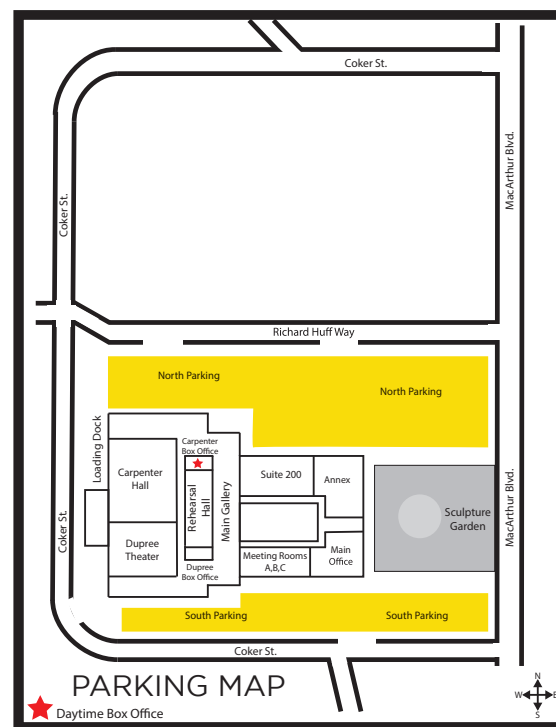 Coker St.
MacArthur Blvd.
Coker St.
Richard Huff Way
North Parking
North Parking
Loading Dock
Carpenter
Box Office
Carpenter
Hall
Rehearsal
Hall
Main Gallery
Suite 200
Annex
Sculpture
Garden
MacArthur Blvd.
Coker St.
Dupree
Theater
Dupree
Box Office
Meeting Rooms
A,B,C
Main
Office
South Parking
South Parking
Coker St.
PARKING MAP
Daytime Box Office
N
W
E
S